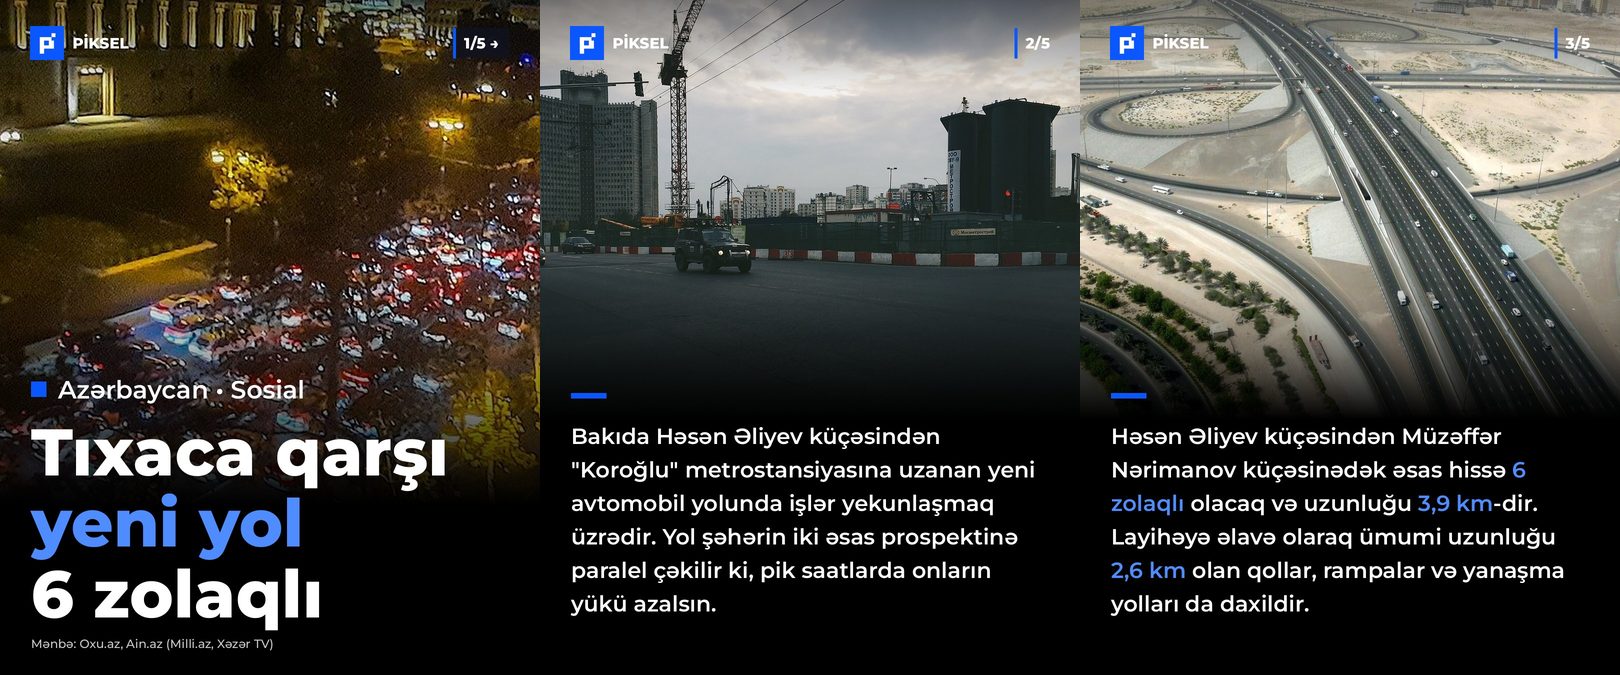 PİKSEL
1/5 →
Azərbaycan • Sosial
Tıxaca qarşı
yeni yol
6 zolaqlı
Mənbə: Oxu.az, Ain.az (Milli.az, Xəzər TV)
PİKSEL
2/5
Bakıda Həsən Əliyev küçəsindən
"Koroğlu" metrostansiyasına uzanan yeni
avtomobil yolunda işlər yekunlaşmaq
üzrədir. Yol şəhərin iki əsas prospektinə
paralel çəkilir ki, pik saatlarda onların
yükü azalsın.
PİKSEL
3/5
Həsən Əliyev küçəsindən Müzəffər
Nərimanov küçəsinədək əsas hissə 6
zolaqlı olacaq və uzunluğu 3,9 km-dir.
Layihəyə əlavə olaraq ümumi uzunluğu
2,6 km olan qollar, rampalar və yanaşma
yolları da daxildir.